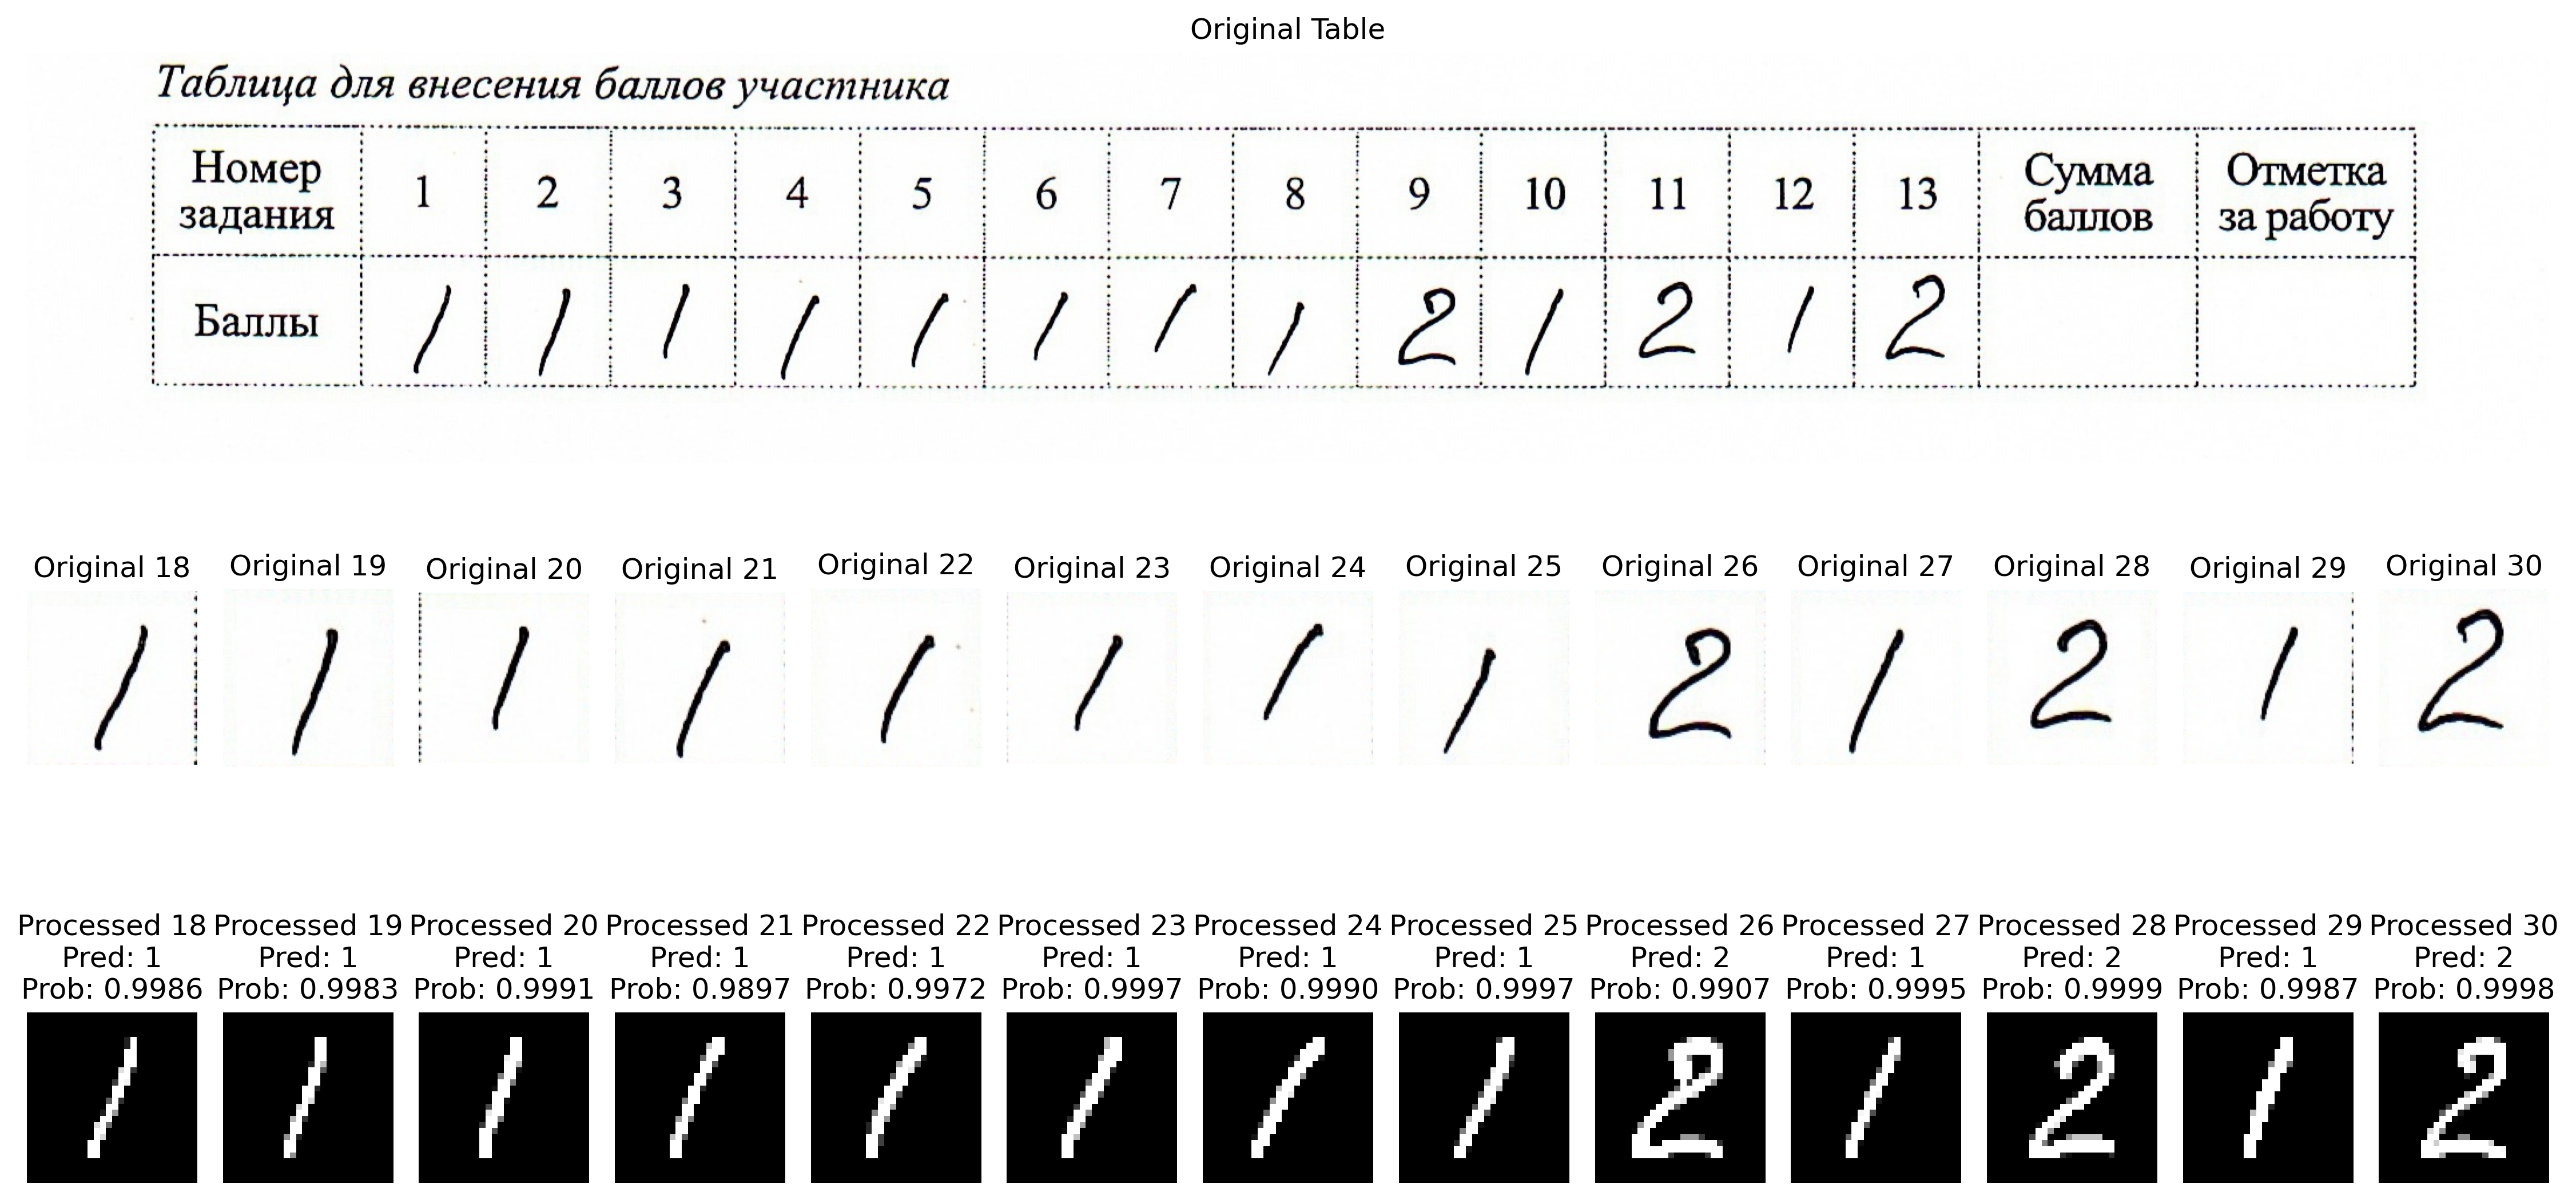 Original Table
Таблица для внесения баллов участника
Номер задания 1 2 3 4 5 6 7 8 9 10 11 12 13 Сумма баллов Отметка за работу
Баллы 1 1 1 1 1 1 1 1 2 1 2 1 2
Original 18 Original 19 Original 20 Original 21 Original 22 Original 23 Original 24 Original 25 Original 26 Original 27 Original 28 Original 29 Original 30
1 1 1 1 1 1 1 1 2 1 2 1 2
Processed 18 Processed 19 Processed 20 Processed 21 Processed 22 Processed 23 Processed 24 Processed 25 Processed 26 Processed 27 Processed 28 Processed 29 Processed 30
Pred: 1 Pred: 1 Pred: 1 Pred: 1 Pred: 1 Pred: 1 Pred: 1 Pred: 1 Pred: 2 Pred: 1 Pred: 2 Pred: 1 Pred: 2
Prob: 0.9986 Prob: 0.9983 Prob: 0.9991 Prob: 0.9897 Prob: 0.9972 Prob: 0.9997 Prob: 0.9990 Prob: 0.9997 Prob: 0.9907 Prob: 0.9995 Prob: 0.9999 Prob: 0.9987 Prob: 0.9998
1 1 1 1 1 1 1 1 2 1 2 1 2